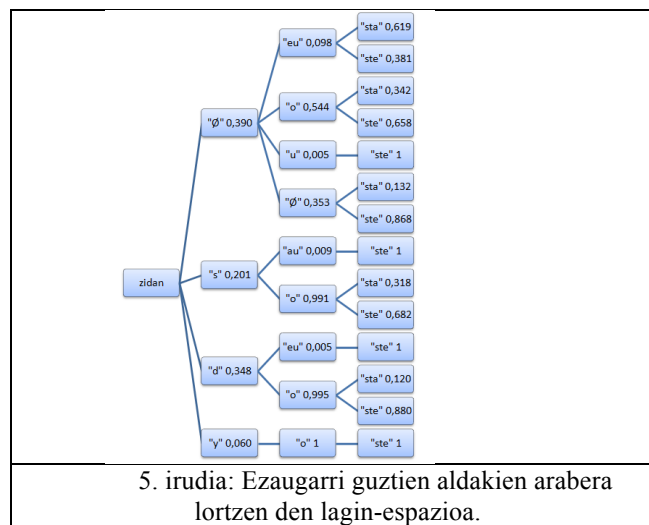 zidan
"Ø" 0,390
"eu" 0,098
"sta" 0,619
"ste" 0,381
"o" 0,544
"sta" 0,342
"ste" 0,658
"u" 0,005
"ste" 1
"Ø" 0,353
"sta" 0,132
"ste" 0,868
"s" 0,201
"au" 0,009
"ste" 1
"o" 0,991
"sta" 0,318
"ste" 0,682
"d" 0,348
"eu" 0,005
"ste" 1
"o" 0,995
"sta" 0,120
"ste" 0,880
"y" 0,060
"o" 1
"ste" 1
5. irudia: Ezaugarri guztien aldakien arabera
lortzen den lagin-espazioa.